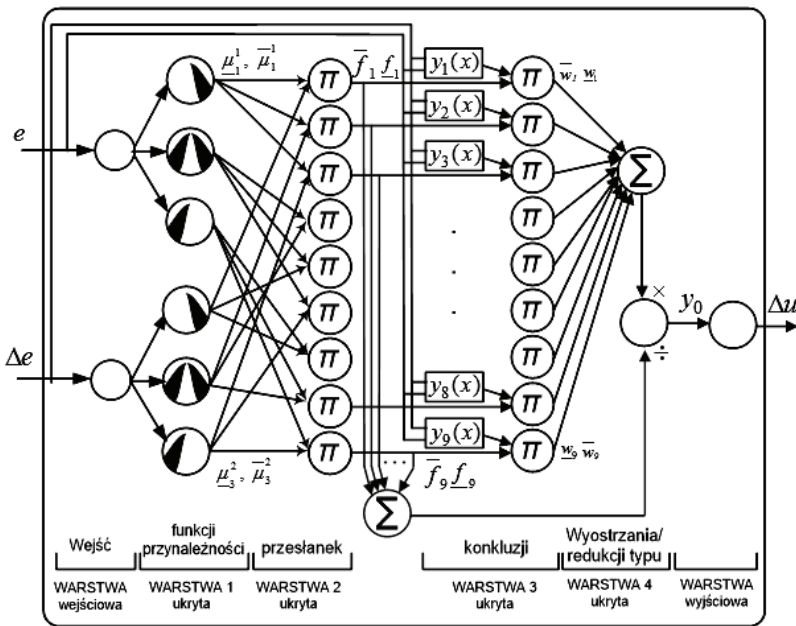 e
Δe
μ̲₁¹, μ̄₁¹
μ̲₃², μ̄₃²
π
π
π
π
π
π
π
π
π
f̄₁ f̲₁
f̄₉ f̲₉
Σ
...
y₁(x)
y₂(x)
y₃(x)
.
.
.
y₈(x)
y₉(x)
π
π
π
π
π
π
π
π
π
w̄₁ w̲₁
w̲₉ w̄₉
Σ
×
÷
y₀
Δu
Wejść
WARSTWA
wejściowa
funkcji
przynależności
WARSTWA 1
ukryta
przesłanek
WARSTWA 2
ukryta
konkluzji
WARSTWA 3
ukryta
Wyostrzania/
redukcji typu
WARSTWA 4
ukryta
WARSTWA
wyjściowa